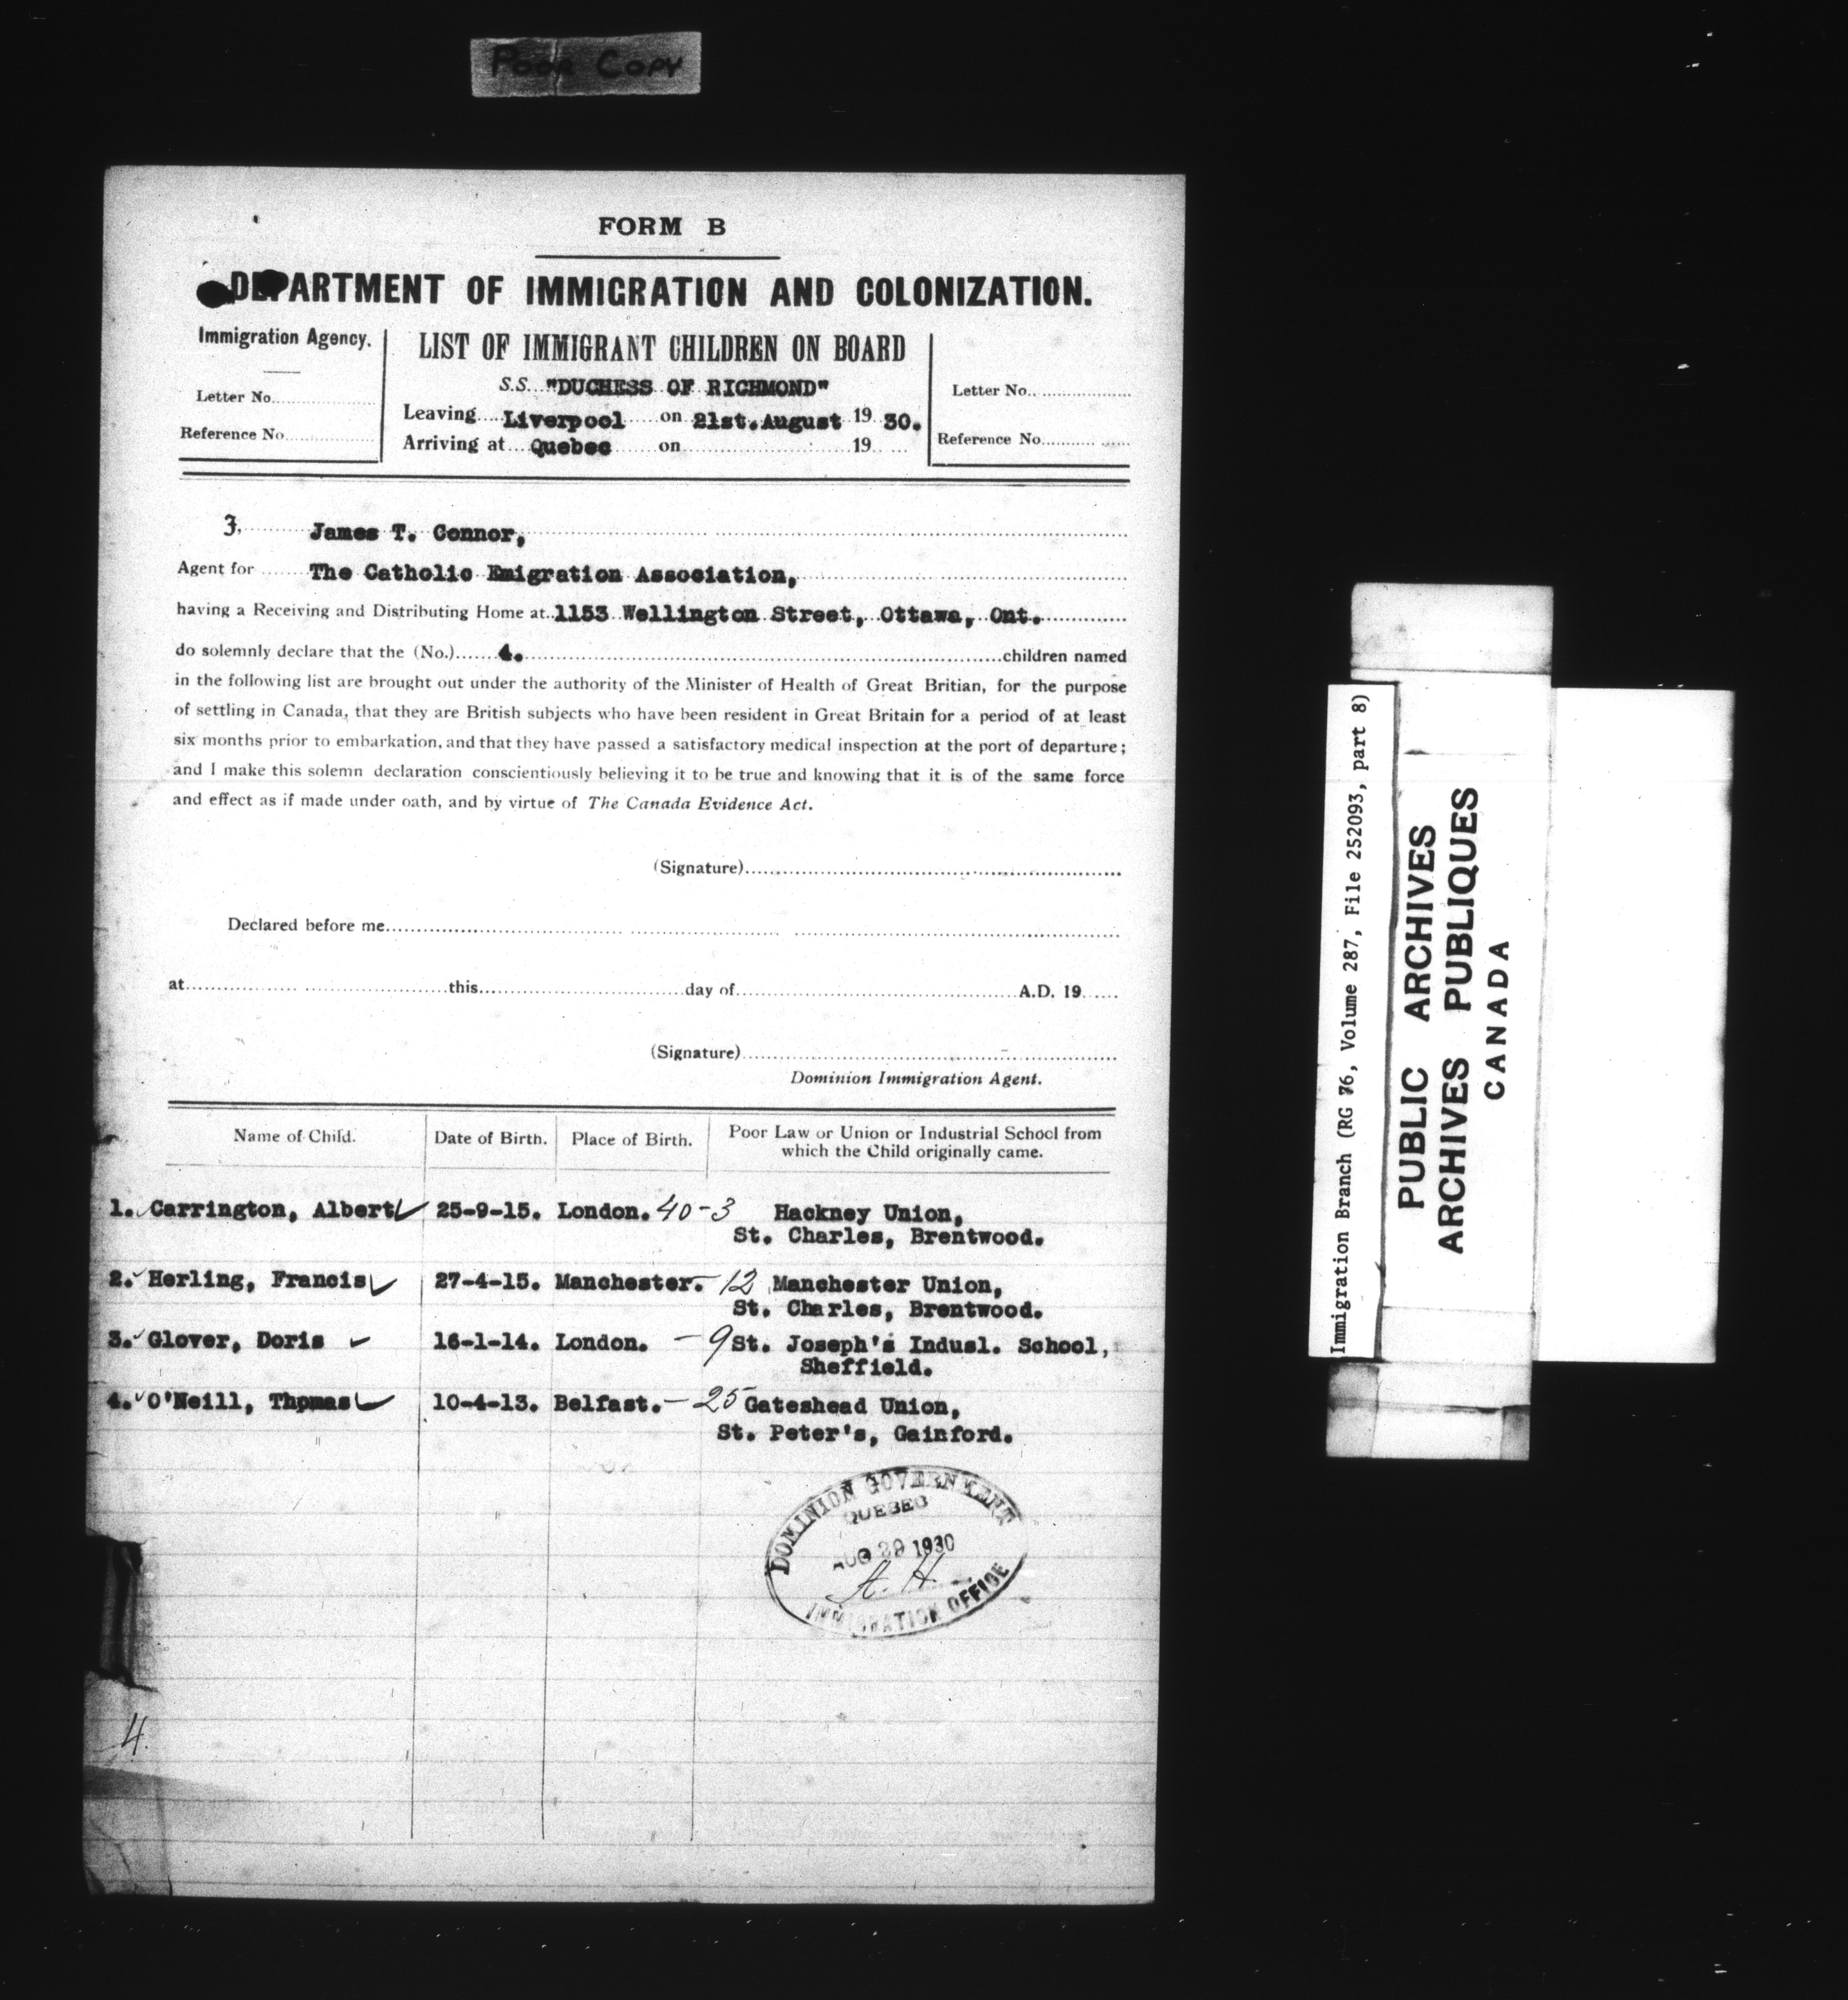 Poor Copy
FORM B
DEPARTMENT OF IMMIGRATION AND COLONIZATION.
Immigration Agency.
Letter No.
Reference No.
LIST OF IMMIGRANT CHILDREN ON BOARD
S.S. "DUCHESS OF RICHMOND"
Leaving Liverpool on 21st. August 19 30.
Arriving at Quebec on 19
Letter No.
Reference No.
I, James T. Connor,
Agent for The Catholic Emigration Association,
having a Receiving and Distributing Home at 1153 Wellington Street, Ottawa, Ont.
do solemnly declare that the (No.) 4. children named
in the following list are brought out under the authority of the Minister of Health of Great Britian, for the purpose
of settling in Canada, that they are British subjects who have been resident in Great Britain for a period of at least
six months prior to embarkation, and that they have passed a satisfactory medical inspection at the port of departure;
and I make this solemn declaration conscientiously believing it to be true and knowing that it is of the same force
and effect as if made under oath, and by virtue of The Canada Evidence Act.
(Signature)
Declared before me
at this day of A.D. 19
(Signature)
Dominion Immigration Agent.
Name of Child. Date of Birth. Place of Birth. Poor Law or Union or Industrial School from
which the Child originally came.
1. Carrington, Albert 25-9-15. London. 40-3 Hackney Union,
St. Charles, Brentwood.
2. Herling, Francis 27-4-15. Manchester. - 12 Manchester Union,
St. Charles, Brentwood.
3. Glover, Doris 16-1-14. London. - 9 St. Joseph's Indusl. School,
Sheffield.
4. O'Neill, Thomas 10-4-13. Belfast. - 25 Gateshead Union,
St. Peter's, Gainford.
DOMINION GOVERNMENT
QUEBEC
AUG 29 1930
A. H.
IMMIGRATION OFFICE
4.
Immigration Branch (RG 76, Volume 287, File 252093, part 8)
PUBLIC ARCHIVES
ARCHIVES PUBLIQUES
CANADA